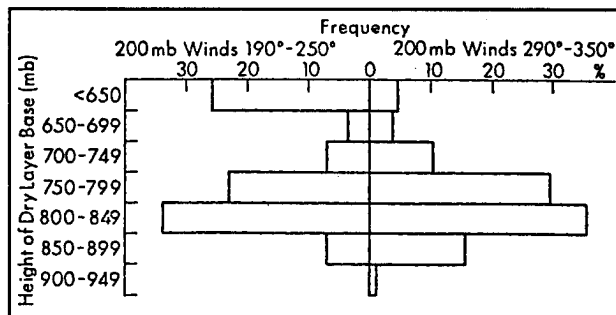 Frequency
200mb Winds 190°-250° 200mb Winds 290°-350°
30 20 10 0 10 20 30 %
Height of Dry Layer Base (mb)
<650
650-699
700-749
750-799
800-849
850-899
900-949